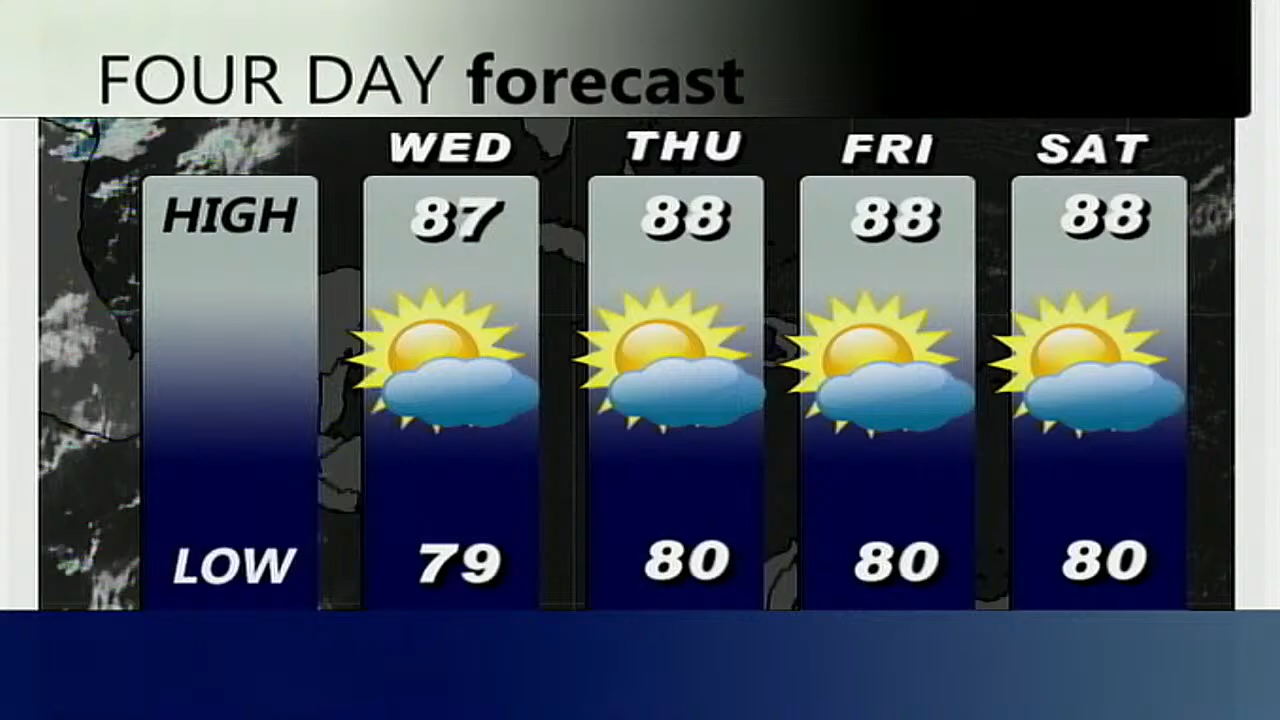 FOUR DAY forecast
WED THU FRI SAT
HIGH 87 88 88 88
LOW 79 80 80 80